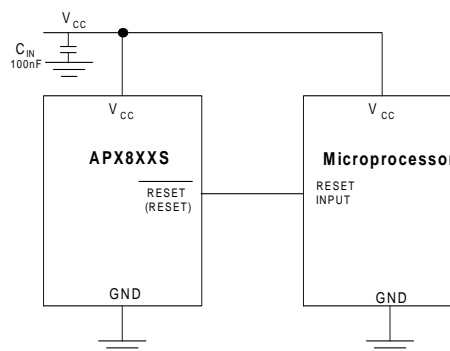 VCC
CIN
100nF
VCC
VCC
APX8XXS
Microprocessor
RESET
(RESET)
RESET
INPUT
GND
GND